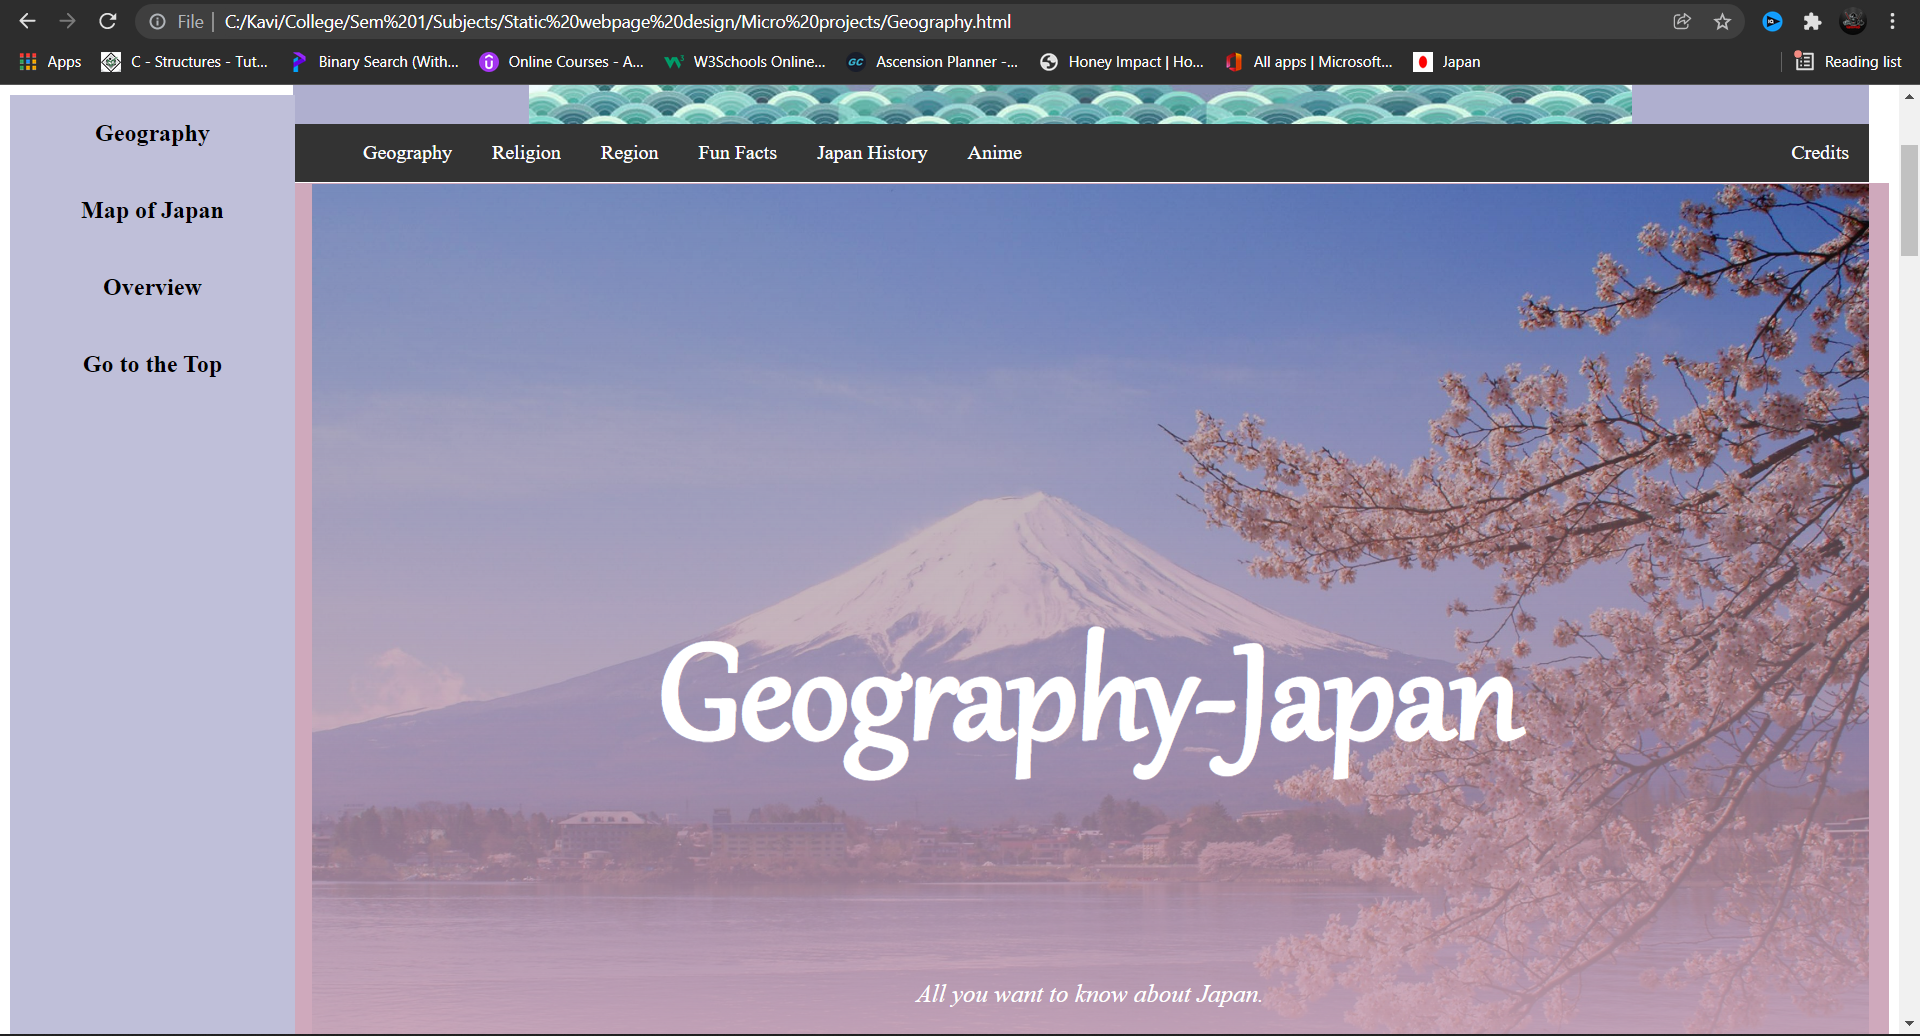 File | C:/Kavi/College/Sem%201/Subjects/Static%20webpage%20design/Micro%20projects/Geography.html
Apps C - Structures - Tut... Binary Search (With... Online Courses - A... W3Schools Online... Ascension Planner -... Honey Impact | Ho... All apps | Microsoft... Japan Reading list
Geography Religion Region Fun Facts Japan History Anime Credits
Geography
Map of Japan
Overview
Go to the Top
Geography-Japan
All you want to know about Japan.